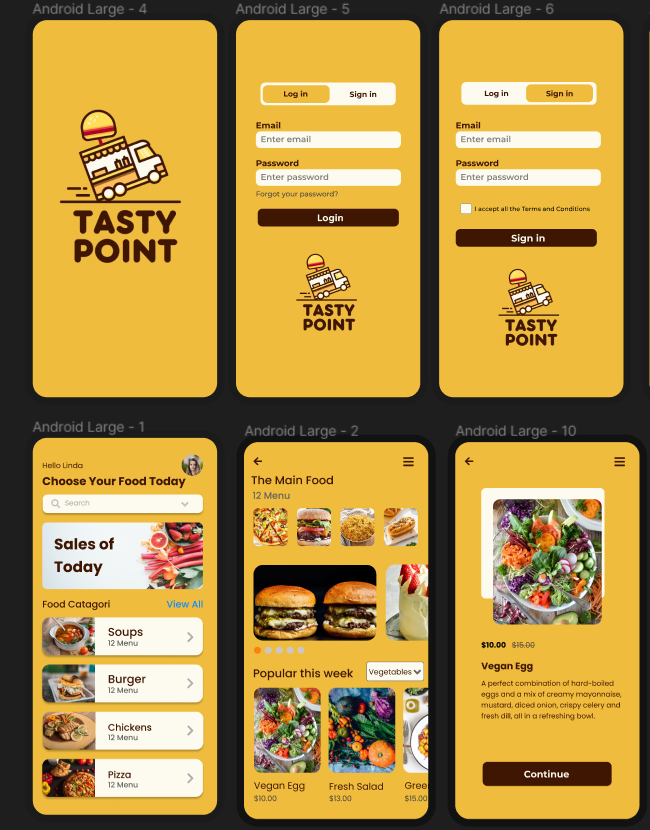 Android Large - 4
TASTY
POINT
Android Large - 5
Log in Sign in
Email
Enter email
Password
Enter password
Forgot your password?
Login
TASTY
POINT
Android Large - 6
Log in Sign in
Email
Enter email
Password
Enter password
I accept all the Terms and Conditions
Sign in
TASTY
POINT
Android Large - 1
Hello Linda
Choose Your Food Today
Search
Sales of
Today
Food Catagori View All
Soups
12 Menu
Burger
12 Menu
Chickens
12 Menu
Pizza
12 Menu
Android Large - 2
The Main Food
12 Menu
Popular this week Vegetables
Vegan Egg Fresh Salad Gree
$10.00 $13.00 $15.00
Android Large - 10
$10.00 $15.00
Vegan Egg
A perfect combination of hard-boiled
eggs and a mix of creamy mayonnaise,
mustard, diced onion, crispy celery and
fresh dill, all in a refreshing bowl.
Continue